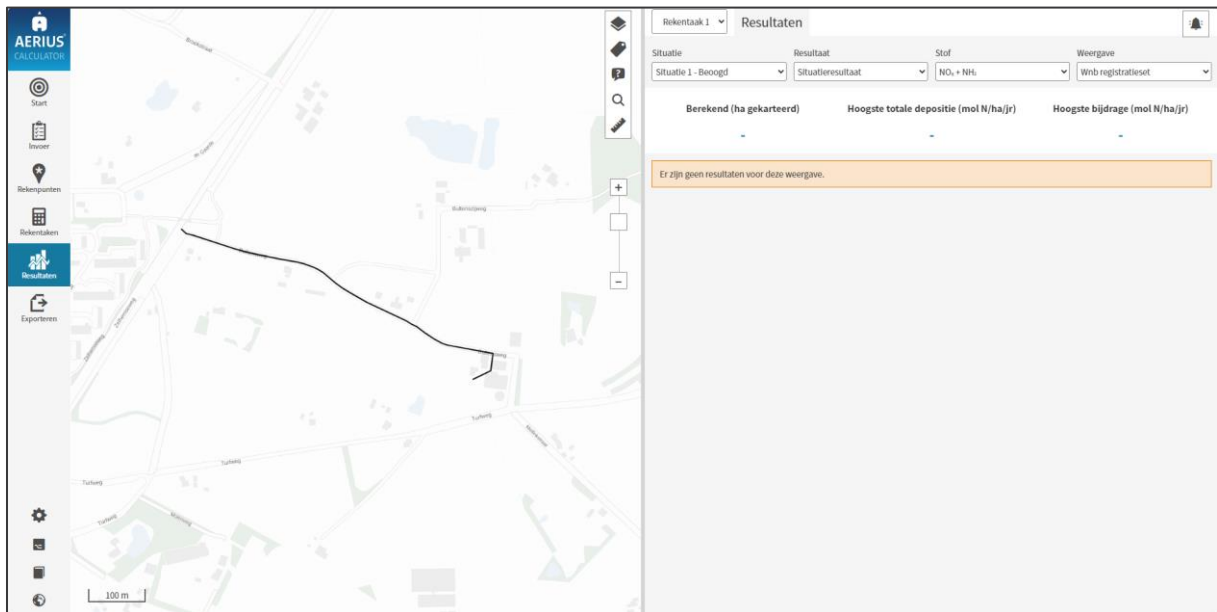 AERIUS
CALCULATOR
Start
Invoer
Rekenpunten
Rekentaken
Resultaten
Exporteren
Turfweg
Turfweg
Turfweg
Turfweg
100 m
Rekentaak 1
Resultaten
Situatie Resultaat Stof Weergave
Situatie 1 - Beoogd Situatieresultaat NOₓ + NH₃ Wnb registratieset
Berekend (ha gekarteerd) Hoogste totale depositie (mol N/ha/jr) Hoogste bijdrage (mol N/ha/jr)
- - -
Er zijn geen resultaten voor deze weergave.